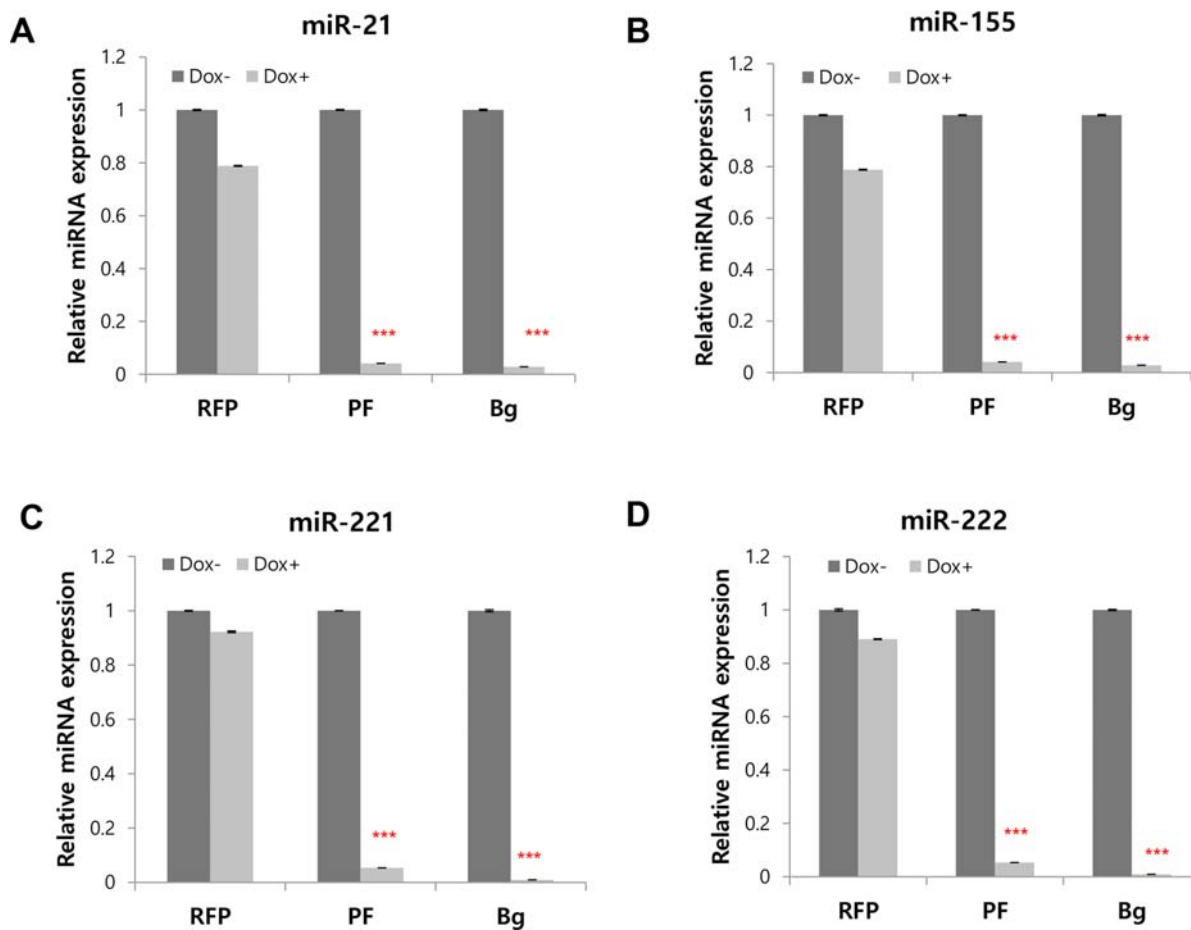 A
miR-21
Relative miRNA expression
1.2
1
0.8
0.6
0.4
0.2
0
Dox- Dox+
***
***
RFP PF Bg
B
miR-155
Relative miRNA expression
1.2
1
0.8
0.6
0.4
0.2
0
Dox- Dox+
***
***
RFP PF Bg
C
miR-221
Relative miRNA expression
1.2
1
0.8
0.6
0.4
0.2
0
Dox- Dox+
***
***
RFP PF Bg
D
miR-222
Relative miRNA expression
1.2
1
0.8
0.6
0.4
0.2
0
Dox- Dox+
***
***
RFP PF Bg